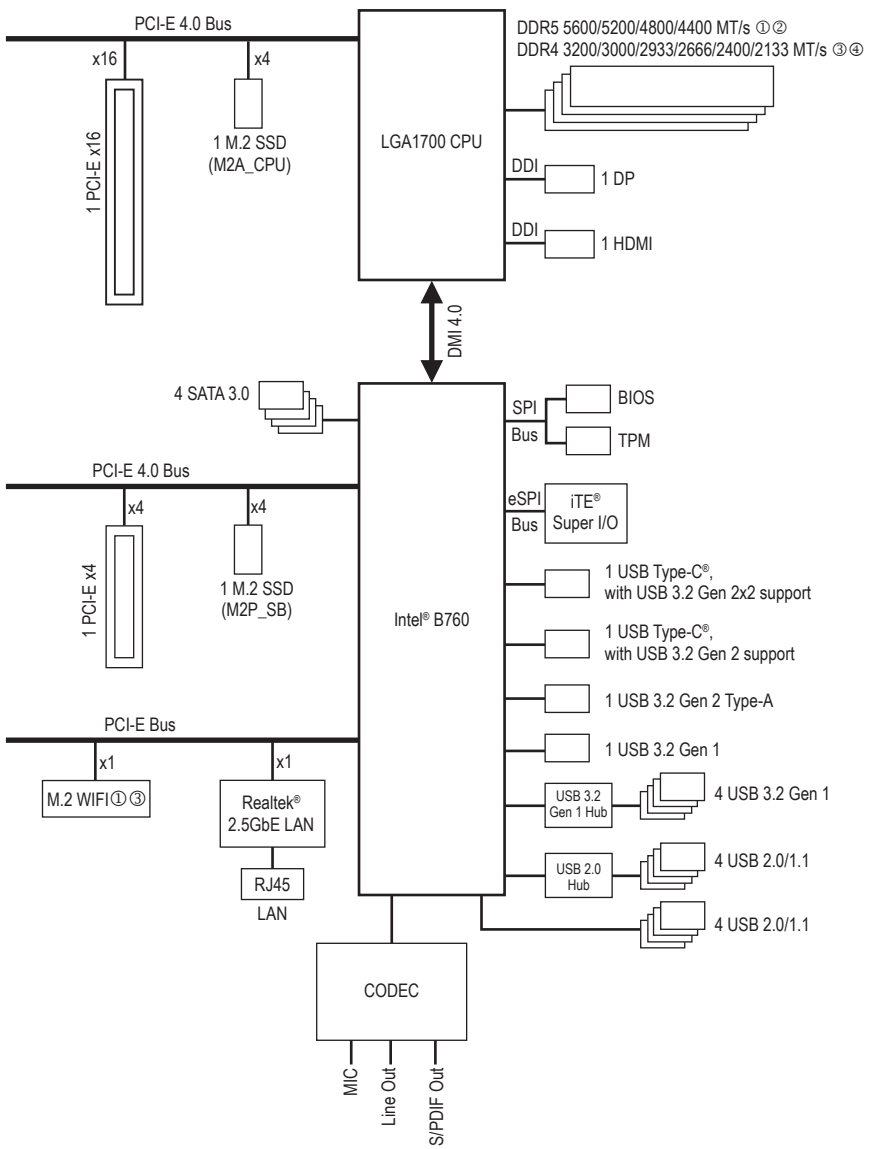 PCI-E 4.0 Bus
x16
x4
1 PCI-E x16
1 M.2 SSD
(M2A_CPU)
LGA1700 CPU
DDR5 5600/5200/4800/4400 MT/s ①②
DDR4 3200/3000/2933/2666/2400/2133 MT/s ③④
DDI
1 DP
DDI
1 HDMI
DMI 4.0
4 SATA 3.0
SPI
Bus
BIOS
TPM
PCI-E 4.0 Bus
x4
x4
1 PCI-E x4
1 M.2 SSD
(M2P_SB)
eSPI
Bus
iTE®
Super I/O
Intel® B760
1 USB Type-C®,
with USB 3.2 Gen 2x2 support
1 USB Type-C®,
with USB 3.2 Gen 2 support
1 USB 3.2 Gen 2 Type-A
1 USB 3.2 Gen 1
PCI-E Bus
x1
x1
M.2 WIFI①③
Realtek®
2.5GbE LAN
RJ45
LAN
USB 3.2
Gen 1 Hub
4 USB 3.2 Gen 1
USB 2.0
Hub
4 USB 2.0/1.1
4 USB 2.0/1.1
CODEC
MIC
Line Out
S/PDIF Out